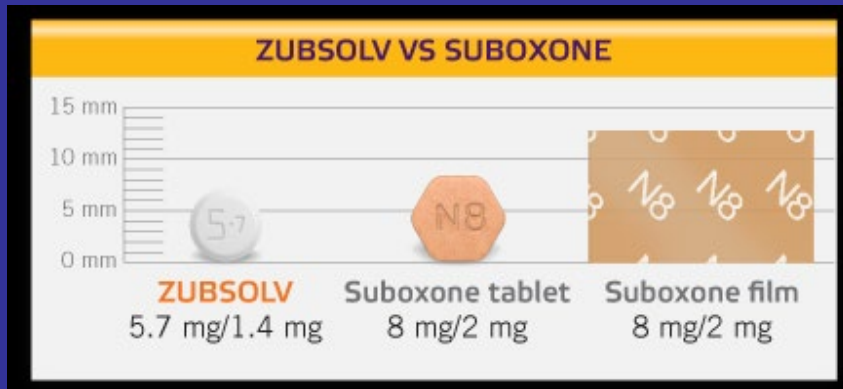 ZUBSOLV VS SUBOXONE
15 mm
10 mm
5 mm
0 mm
5.7
N8
N8 N8 N8 N8
ZUBSOLV Suboxone tablet Suboxone film
5.7 mg/1.4 mg 8 mg/2 mg 8 mg/2 mg